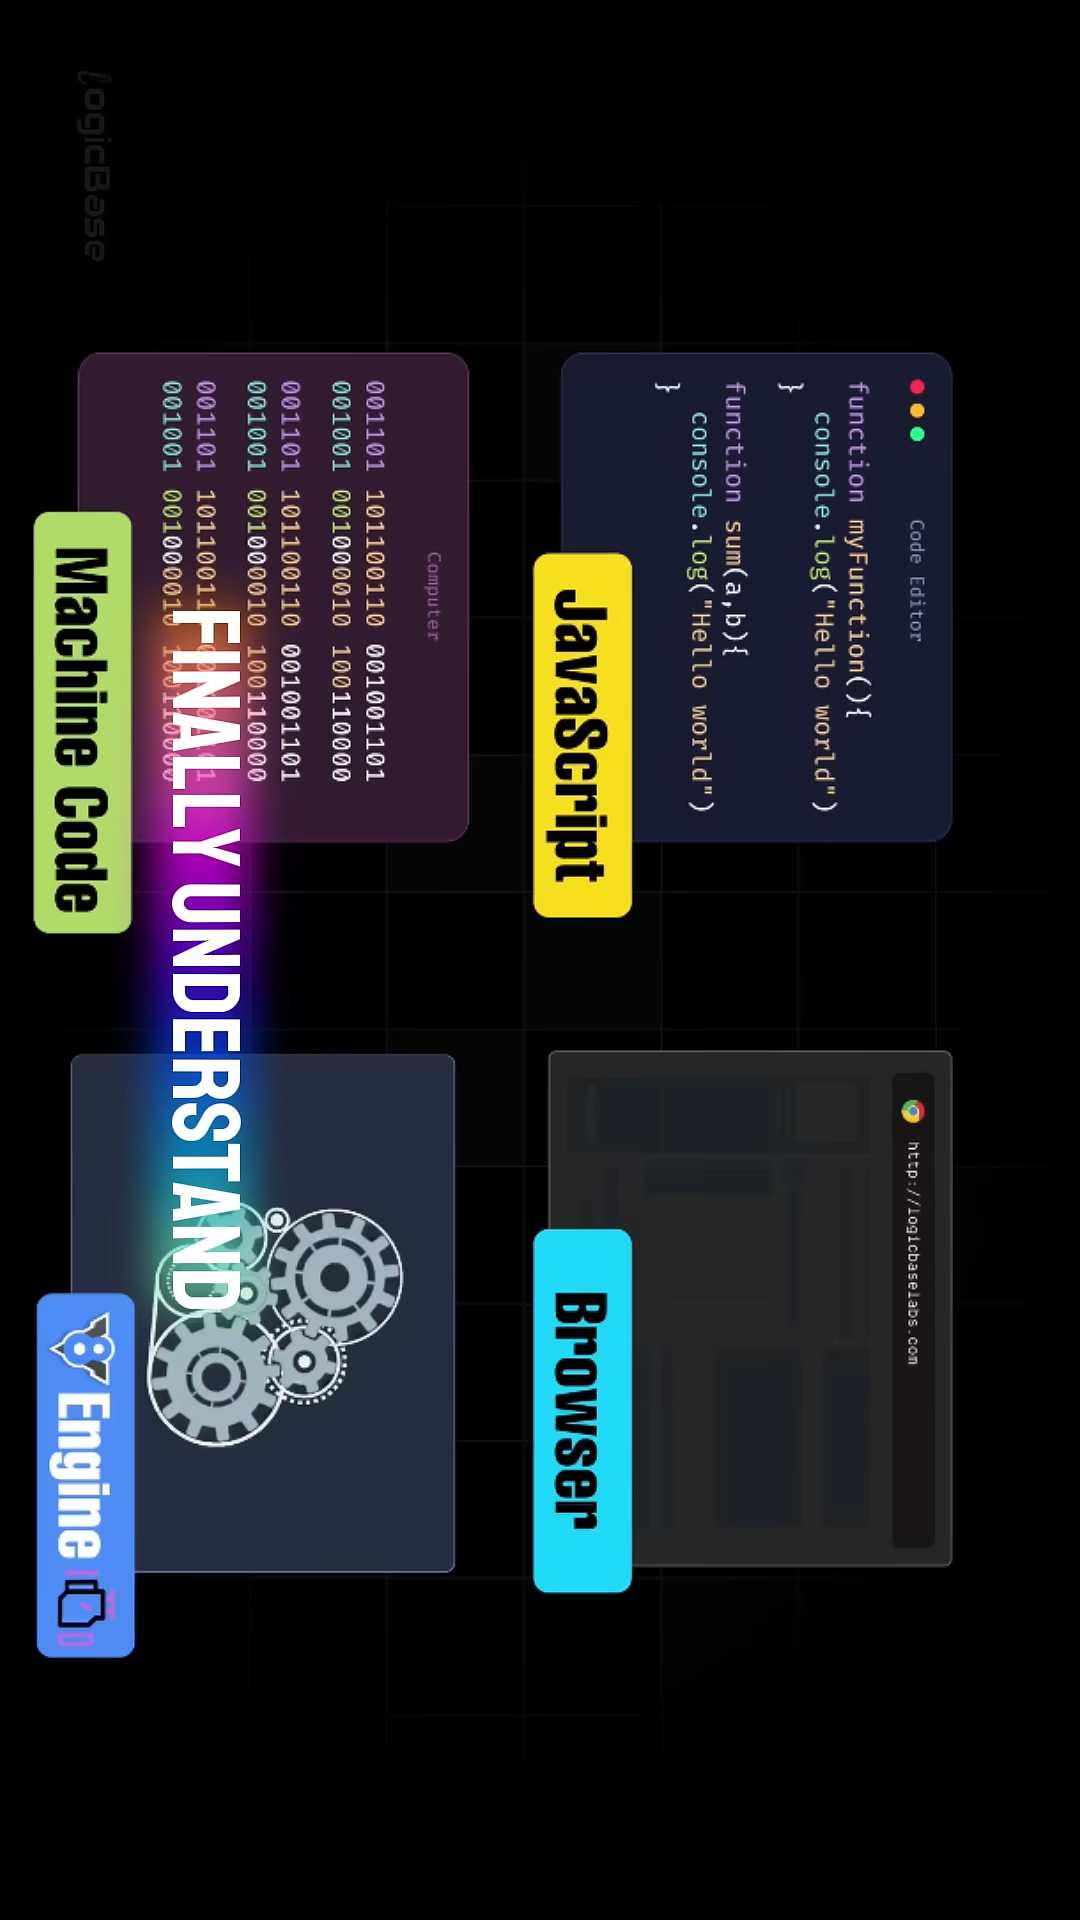 Code Editor
function myFunction(){
console.log("Hello world")
}
function sum(a,b){
console.log("Hello world")
}
JavaScript
http://logicbaselabs.com
Browser
Computer
001101 101100110 001001101
001001 001000010 100110000
001101 101100110 001001101
001001 001000010 100110000
001101
001001 001000010 100110000
Machine Code
FINALLY UNDERSTAND
Engine
logicBase